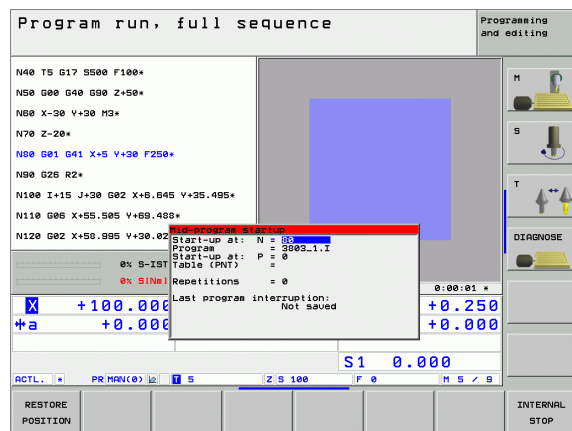 Program run, full sequence
Programming
and editing
N40 T5 G17 S500 F100*
N50 G00 G40 G90 Z+50*
N60 X-30 Y+30 M3*
N70 Z-20*
N80 G01 G41 X+5 Y+30 F250*
N90 G26 R2*
N100 I+15 J+30 G02 X+6.645 Y+35.495*
N110 G06 X+55.505 Y+69.488*
N120 G02 X+58.995 Y+30.02
Mid-program startup
Start-up at: N = 80
Program = 3803_1.I
Start-up at: P = 0
Table (PNT) =
Repetitions = 0
Last program interruption:
Not saved
0% S-IST
0% S[Nm]
0:00:01 *
X +100.000
+0.250
a +0.000
+0.000
S1 0.000
ACTL. * PR MAN(0) T 5 Z S 100 F 0 M 5 / 9
M
S
T
DIAGNOSE
RESTORE
POSITION
INTERNAL
STOP